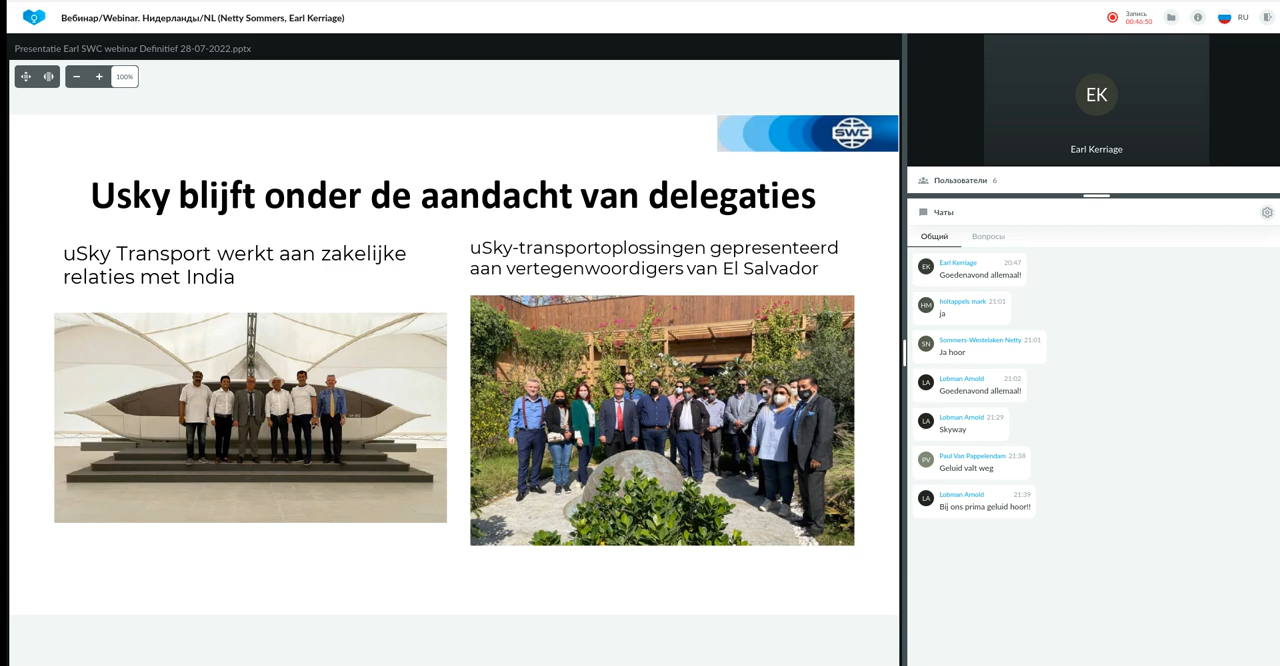 Вебинар/Webinar. Нидерланды/NL (Netty Sommers, Earl Kerriage)
Запись
00:46:50
RU
Presentatie Earl SWC webinar Definitief 28-07-2022.pptx
100%
SWC
Usky blijft onder de aandacht van delegaties
uSky Transport werkt aan zakelijke
relaties met India
uSky-transportoplossingen gepresenteerd
aan vertegenwoordigers van El Salvador
EK
Earl Kerriage
Пользователи 6
Чаты
Общий Вопросы
EK Earl Kerriage 20:47
Goedenavond allemaal!
HM holtappels mark 21:01
ja
SN Sommers-Westelaken Netty 21:01
Ja hoor
LA Lobman Arnold 21:02
Goedenavond allemaal!
LA Lobman Arnold 21:29
Skyway
PV Paul Van Pappelendam 21:38
Geluid valt weg
LA Lobman Arnold 21:39
Bij ons prima geluid hoor!!